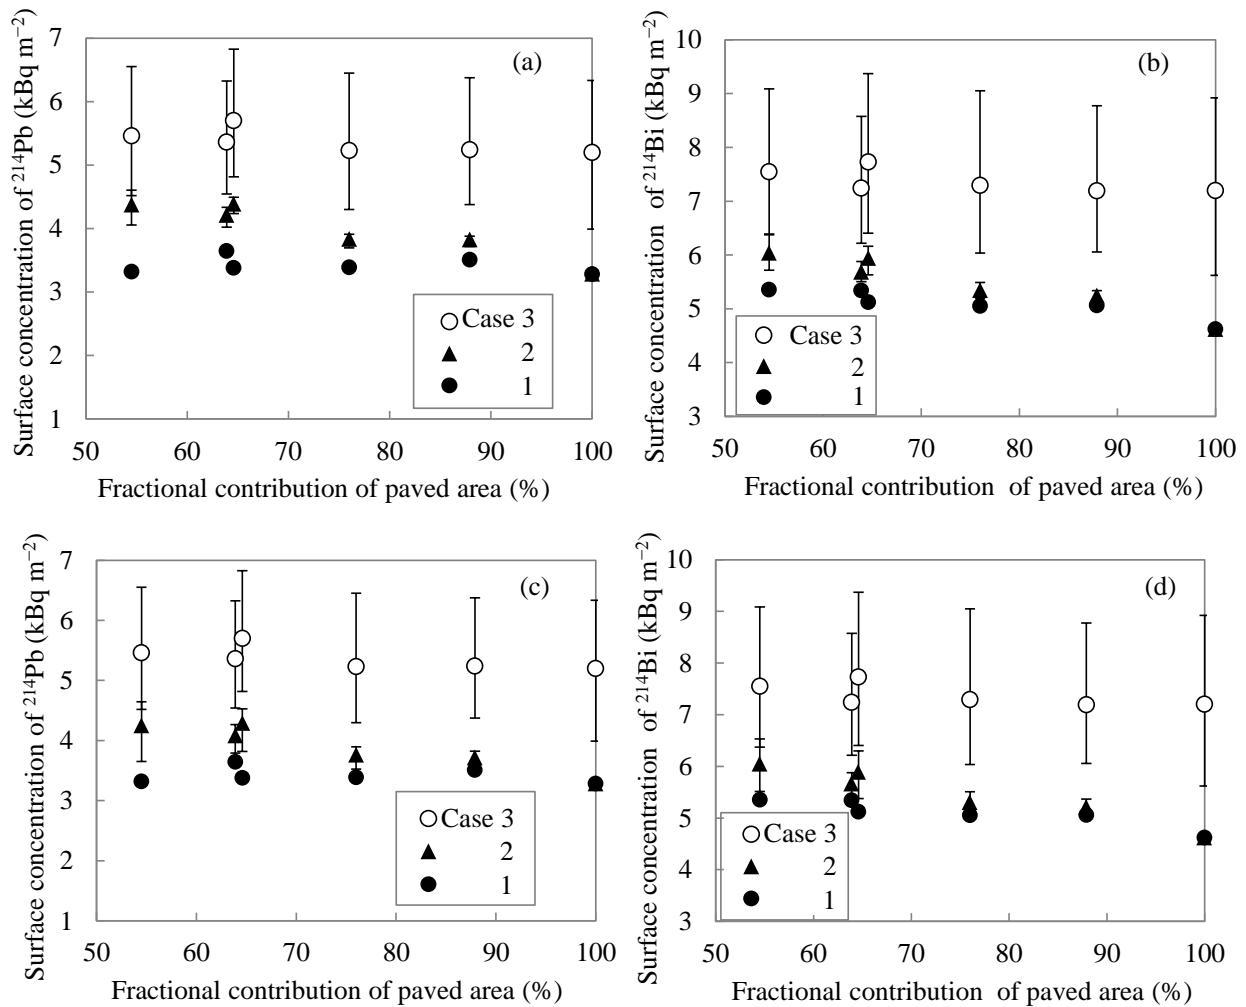 Surface concentration of ²¹⁴Pb (kBq m⁻²)
7
6
5
4
3
2
1
(a)
Case 3
2
1
50 60 70 80 90 100
Fractional contribution of paved area (%)
Surface concentration of ²¹⁴Bi (kBq m⁻²)
10
9
8
7
6
5
4
3
(b)
Case 3
2
1
50 60 70 80 90 100
Fractional contribution of paved area (%)
Surface concentration of ²¹⁴Pb (kBq m⁻²)
7
6
5
4
3
2
1
(c)
Case 3
2
1
50 60 70 80 90 100
Fractional contribution of paved area (%)
Surface concentration of ²¹⁴Bi (kBq m⁻²)
10
9
8
7
6
5
4
3
(d)
Case 3
2
1
50 60 70 80 90 100
Fractional contribution of paved area (%)